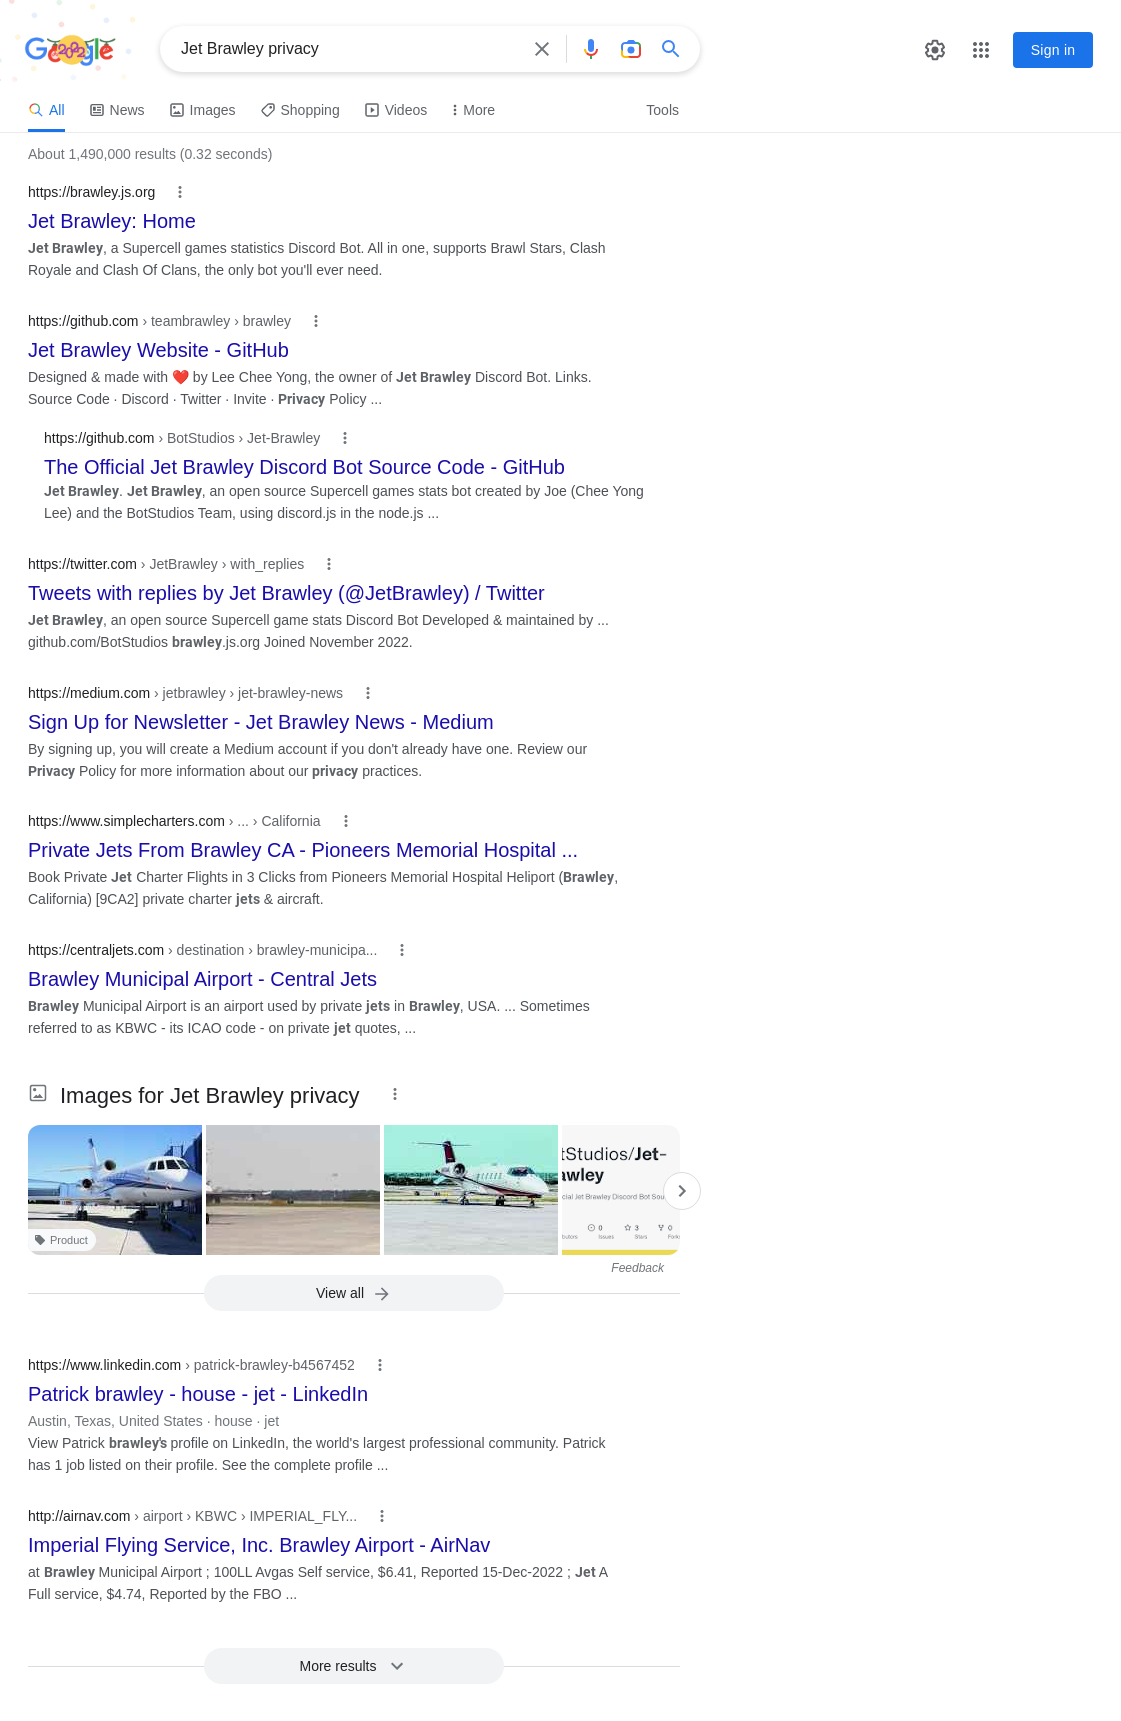 Google
Jet Brawley privacy
Sign in
All
News
Images
Shopping
Videos
More
Tools
About 1,490,000 results (0.32 seconds)
https://brawley.js.org
Jet Brawley: Home
Jet Brawley, a Supercell games statistics Discord Bot. All in one, supports Brawl Stars, Clash
Royale and Clash Of Clans, the only bot you'll ever need.
https://github.com › teambrawley › brawley
Jet Brawley Website - GitHub
Designed & made with ❤️ by Lee Chee Yong, the owner of Jet Brawley Discord Bot. Links.
Source Code · Discord · Twitter · Invite · Privacy Policy ...
https://github.com › BotStudios › Jet-Brawley
The Official Jet Brawley Discord Bot Source Code - GitHub
Jet Brawley. Jet Brawley, an open source Supercell games stats bot created by Joe (Chee Yong
Lee) and the BotStudios Team, using discord.js in the node.js ...
https://twitter.com › JetBrawley › with_replies
Tweets with replies by Jet Brawley (@JetBrawley) / Twitter
Jet Brawley, an open source Supercell game stats Discord Bot Developed & maintained by ...
github.com/BotStudios brawley.js.org Joined November 2022.
https://medium.com › jetbrawley › jet-brawley-news
Sign Up for Newsletter - Jet Brawley News - Medium
By signing up, you will create a Medium account if you don't already have one. Review our
Privacy Policy for more information about our privacy practices.
https://www.simplecharters.com › ... › California
Private Jets From Brawley CA - Pioneers Memorial Hospital ...
Book Private Jet Charter Flights in 3 Clicks from Pioneers Memorial Hospital Heliport (Brawley,
California) [9CA2] private charter jets & aircraft.
https://centraljets.com › destination › brawley-municipa...
Brawley Municipal Airport - Central Jets
Brawley Municipal Airport is an airport used by private jets in Brawley, USA. ... Sometimes
referred to as KBWC - its ICAO code - on private jet quotes, ...
Images for Jet Brawley privacy
tStudios/Jet-
awley
cial Jet Brawley Discord Bot Sou
0
3
0
butors
Issues
Stars
Forks
Product
Feedback
View all
https://www.linkedin.com › patrick-brawley-b4567452
Patrick brawley - house - jet - LinkedIn
Austin, Texas, United States · house · jet
View Patrick brawley's profile on LinkedIn, the world's largest professional community. Patrick
has 1 job listed on their profile. See the complete profile ...
http://airnav.com › airport › KBWC › IMPERIAL_FLY...
Imperial Flying Service, Inc. Brawley Airport - AirNav
at Brawley Municipal Airport ; 100LL Avgas Self service, $6.41, Reported 15-Dec-2022 ; Jet A
Full service, $4.74, Reported by the FBO ...
More results